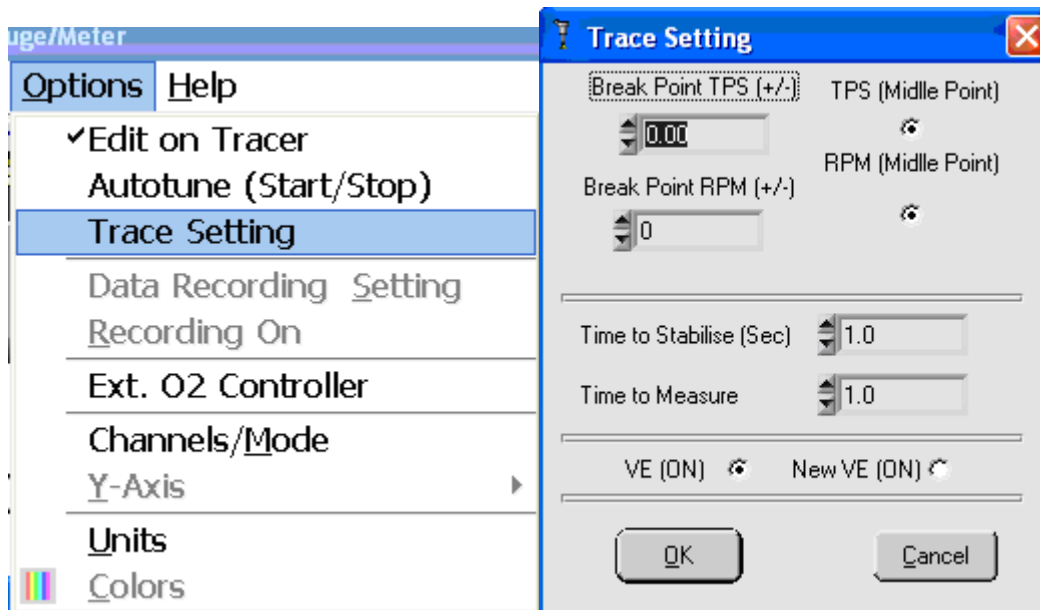 uge/Meter
Options Help
Edit on Tracer
Autotune (Start/Stop)
Trace Setting
Data Recording Setting
Recording On
Ext. O2 Controller
Channels/Mode
Y-Axis
Units
Colors
Trace Setting
Break Point TPS (+/-)
TPS (Midlle Point)
0.00
RPM (Midlle Point)
Break Point RPM (+/-)
0
Time to Stabilise (Sec) 1.0
Time to Measure 1.0
VE (ON) New VE (ON)
OK Cancel